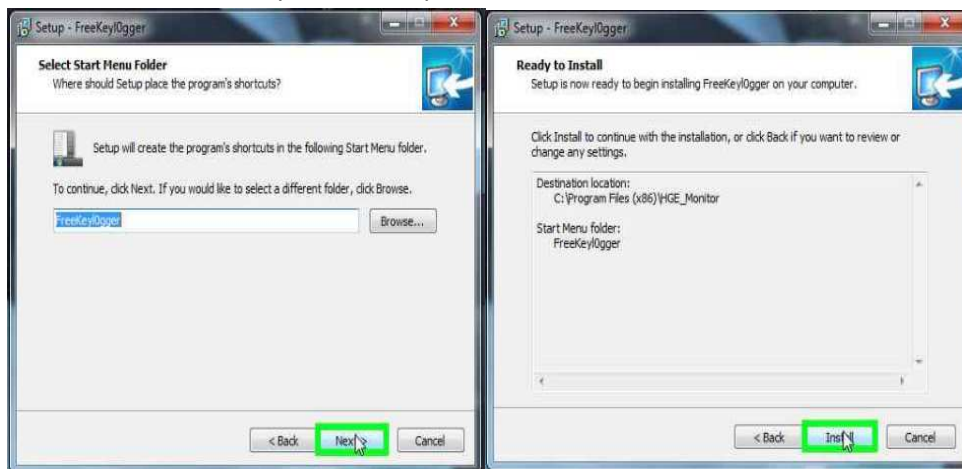 Setup - FreeKeyl0gger
Select Start Menu Folder
Where should Setup place the program's shortcuts?
Setup will create the program's shortcuts in the following Start Menu folder.
To continue, click Next. If you would like to select a different folder, click Browse.
FreeKeyl0gger
Browse...
< Back
Next >
Cancel
Setup - FreeKeyl0gger
Ready to Install
Setup is now ready to begin installing FreeKeyl0gger on your computer.
Click Install to continue with the installation, or click Back if you want to review or
change any settings.
Destination location:
C:\Program Files (x86)\HGE_Monitor
Start Menu folder:
FreeKeyl0gger
< Back
Install
Cancel